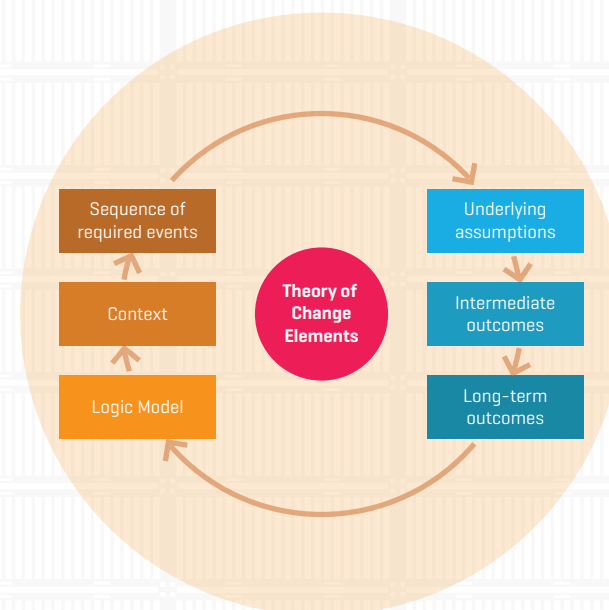 Sequence of
required events
Context
Logic Model
Theory of
Change
Elements
Underlying
assumptions
Intermediate
outcomes
Long-term
outcomes